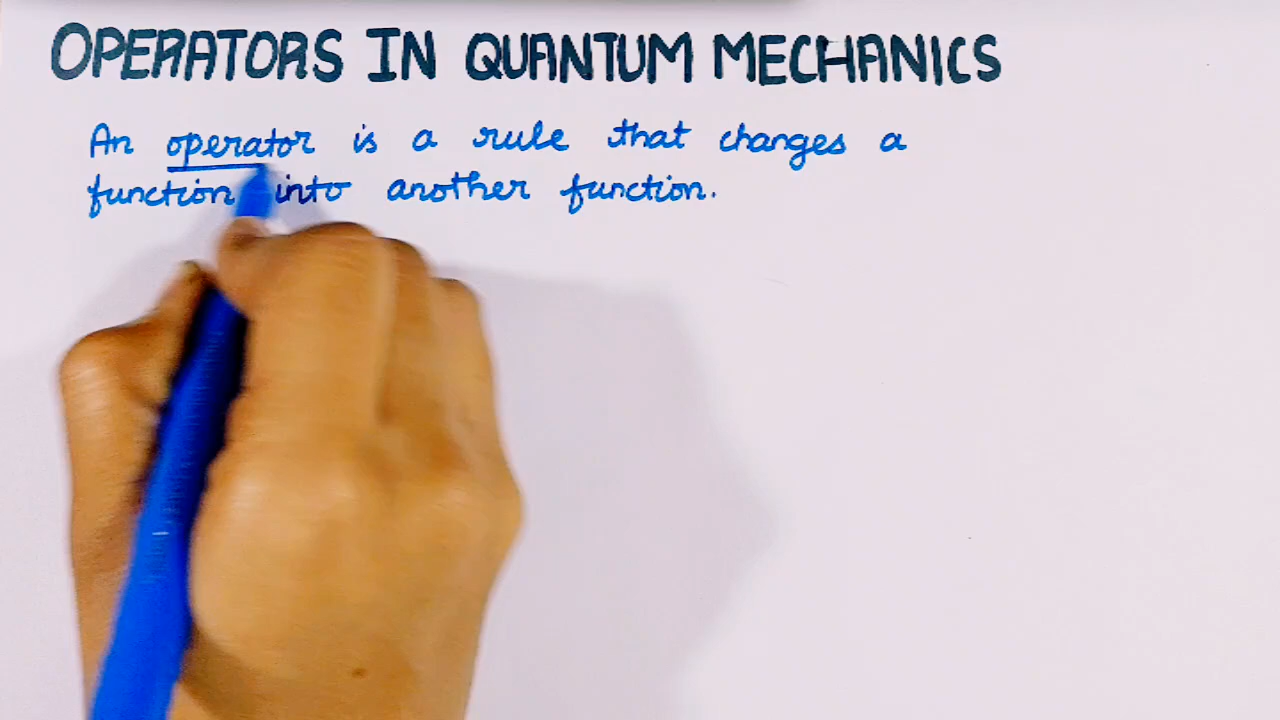 OPERATORS IN QUANTUM MECHANICS
An operator is a rule that changes a
function into another function.